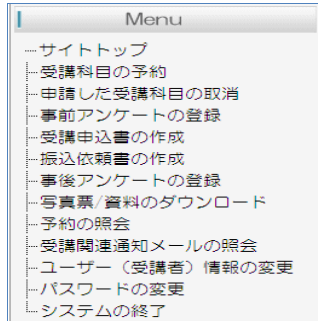 Menu
サイトトップ
受講科目の予約
申請した受講科目の取消
事前アンケートの登録
受講申込書の作成
振込依頼書の作成
事後アンケートの登録
写真票/資料のダウンロード
予約の照会
受講関連通知メールの照会
ユーザー（受講者）情報の変更
パスワードの変更
システムの終了